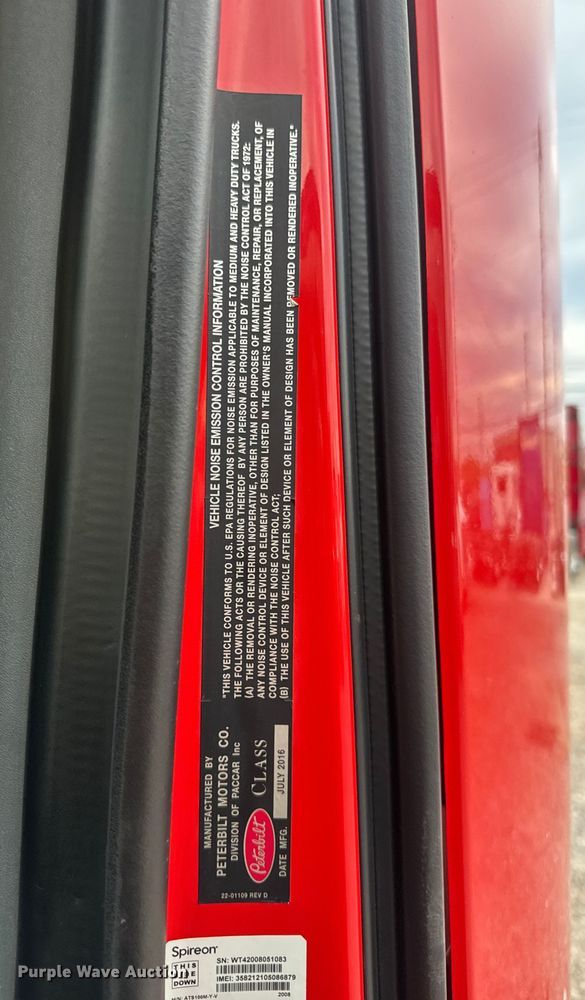 VEHICLE NOISE EMISSION CONTROL INFORMATION
"THIS VEHICLE CONFORMS TO U.S. EPA REGULATIONS FOR NOISE EMISSION APPLICABLE TO MEDIUM AND HEAVY DUTY TRUCKS.
THE FOLLOWING ACTS OR THE CAUSING THEREOF BY ANY PERSON ARE PROHIBITED BY THE NOISE CONTROL ACT OF 1972:
(A) THE REMOVAL OR RENDERING INOPERATIVE, OTHER THAN FOR PURPOSES OF MAINTENANCE, REPAIR, OR REPLACEMENT, OF
ANY NOISE CONTROL DEVICE OR ELEMENT OF DESIGN LISTED IN THE OWNER'S MANUAL INCORPORATED INTO THIS VEHICLE IN
COMPLIANCE WITH THE NOISE CONTROL ACT;
(B) THE USE OF THIS VEHICLE AFTER SUCH DEVICE OR ELEMENT OF DESIGN HAS BEEN REMOVED OR RENDERED INOPERATIVE."
MANUFACTURED BY
PETERBILT MOTORS CO.
DIVISION OF PACCAR Inc
Peterbilt CLASS
DATE MFG. JULY 2016
22-01109 REV D
Spireon
THIS
DOWN
SN: WT42008051083
IMEI: 358212105086879
M/N: ATS100M-Y-V 2008
Purple Wave Auction